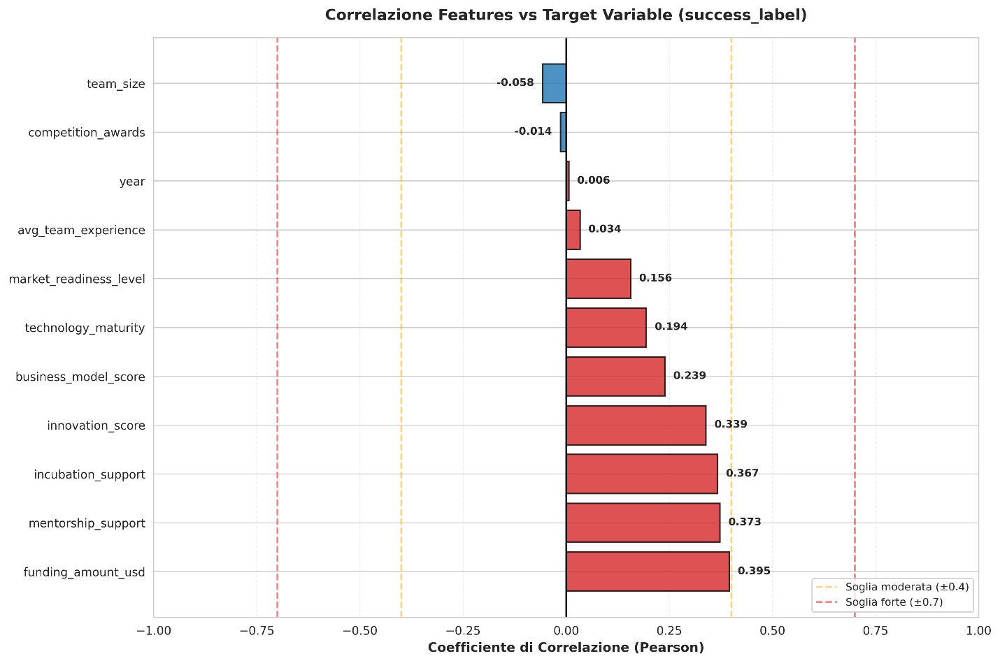 Correlazione Features vs Target Variable (success_label)
team_size
-0.058
competition_awards
-0.014
year
0.006
avg_team_experience
0.034
market_readiness_level
0.156
technology_maturity
0.194
business_model_score
0.239
innovation_score
0.339
incubation_support
0.367
mentorship_support
0.373
funding_amount_usd
0.395
Soglia moderata (±0.4)
Soglia forte (±0.7)
−1.00 −0.75 −0.50 −0.25 0.00 0.25 0.50 0.75 1.00
Coefficiente di Correlazione (Pearson)